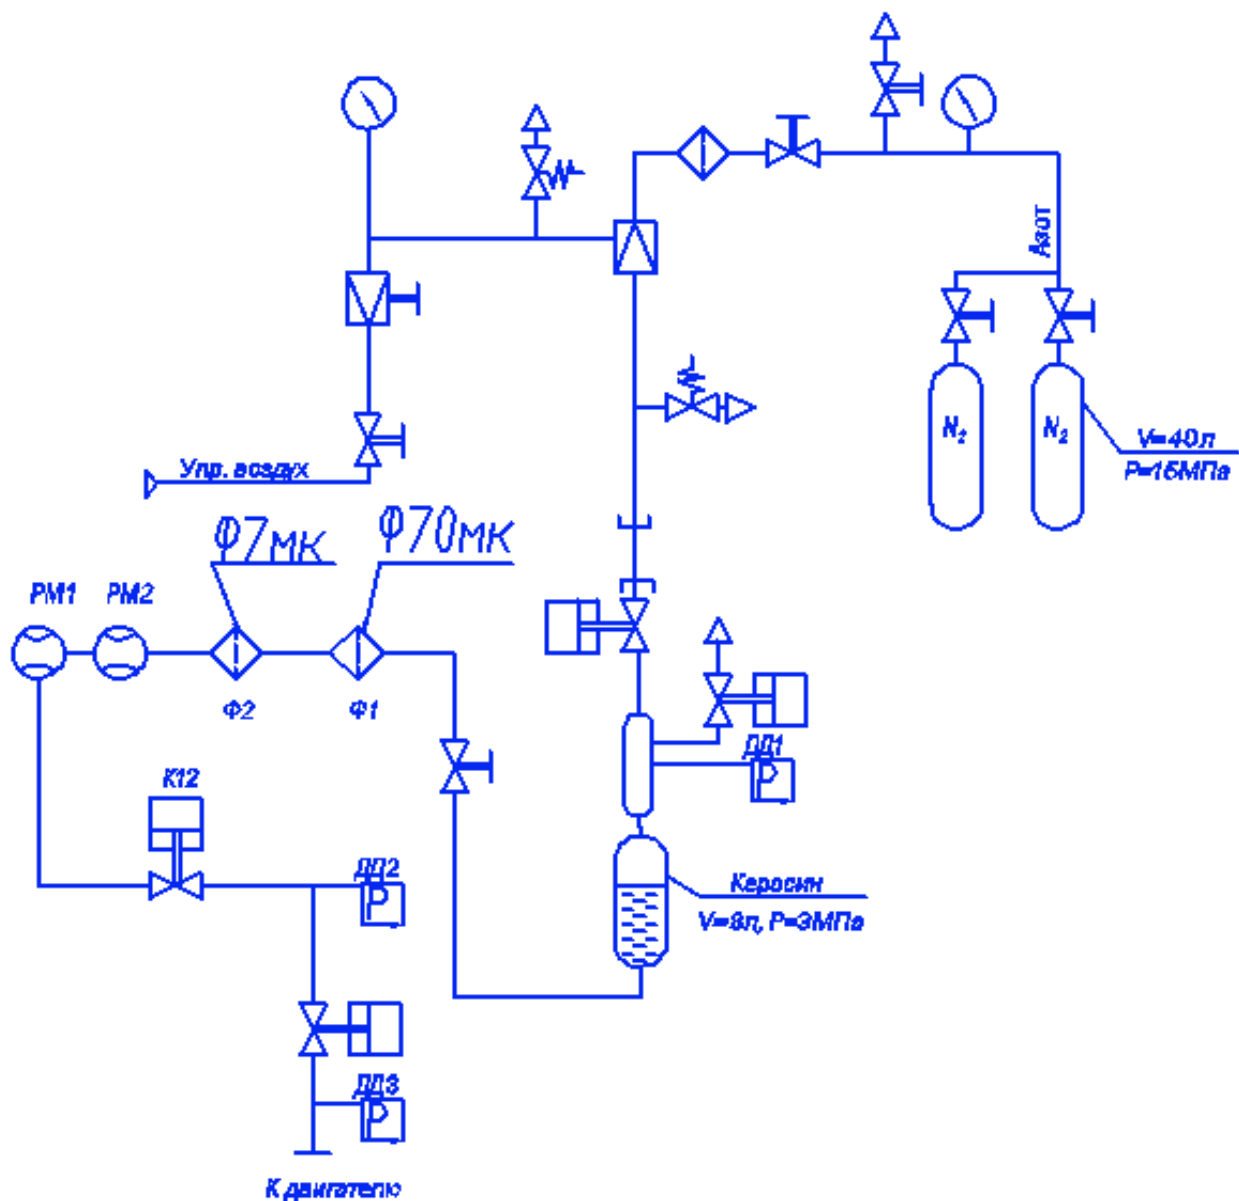 Азот
N₂
N₂
V=40л
P=15МПа
Упр. воздух
Ф7мк
Ф70мк
РМ1
РМ2
Ф2
Ф1
ДД1
К12
ДД2
Керосин
V=8л, P=3МПа
ДД3
К двигателю